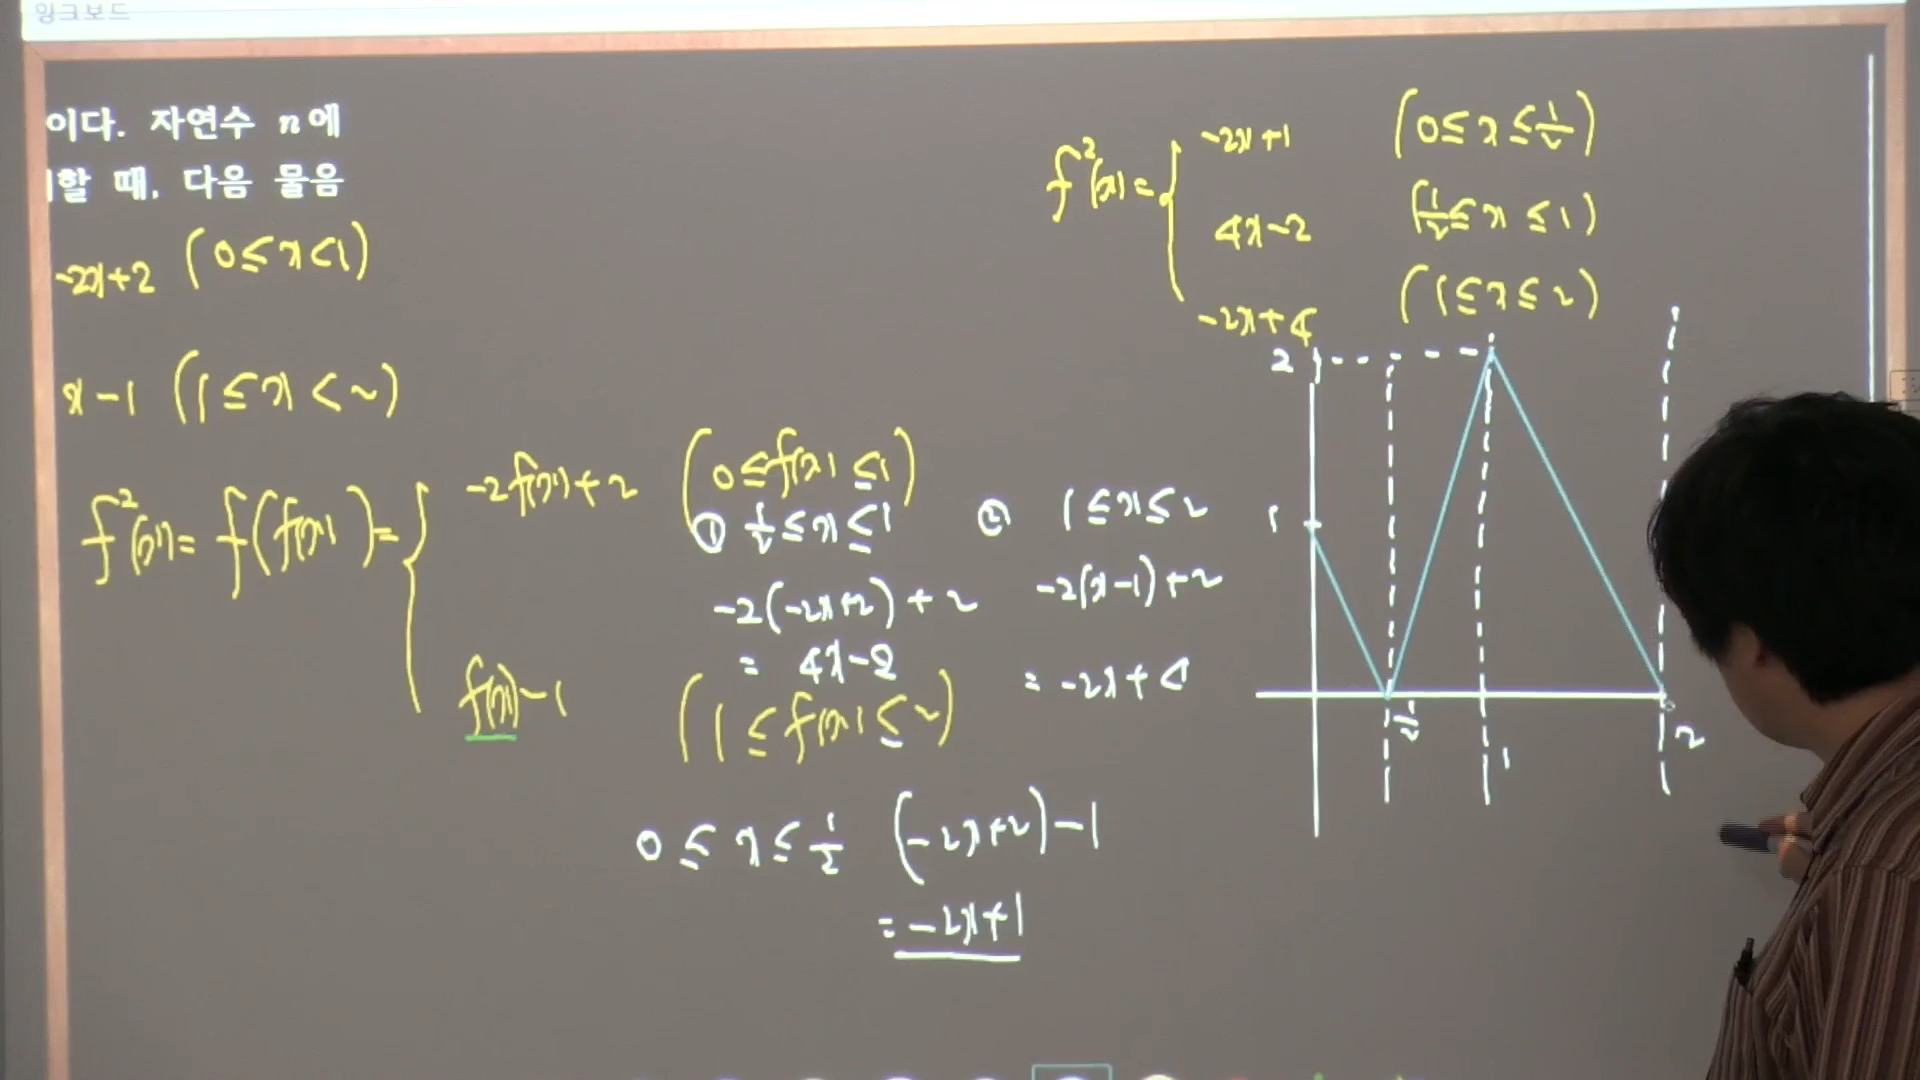 잉크보드
이다. 자연수 n에
할 때, 다음 물음
-2x+2 (0≤x<1)
x-1 (1≤x<2)
f²(x)= f(f(x))= { -2f(x)+2 (0≤f(x)≤1)
① 1/2≤x≤1 ② 1≤x≤2
-2(-2x+2)+2 -2(x-1)+2
= 4x-2 = -2x+4
f(x)-1 (1≤f(x)≤2)
0≤x≤1/2 (-2x+2)-1
= -2x+1
f²(x)= { -2x+1 (0≤x≤1/2)
4x-2 (1/2≤x≤1)
-2x+4 (1≤x≤2)
2
1
1/2
1
2